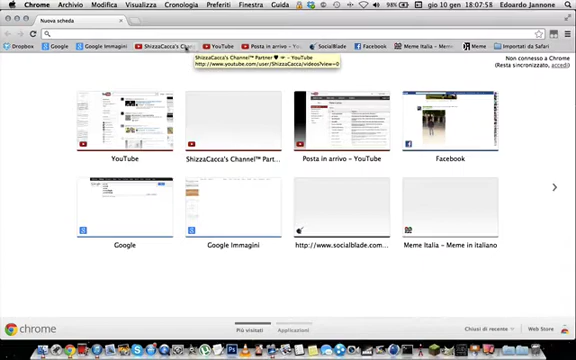 Chrome Archivio Modifica Visualizza Cronologia Preferiti Finestra Guida
gio 10 gen 18:07:58 Edoardo Jannone
Nuova scheda
Dropbox Google Google Immagini ShizzaCacca's Chan YouTube Posta in arrivo – You SocialBlade Facebook Meme Italia – Mem Meme Importati da Safari
ShizzaCacca's Channel™ Partner ♥ – YouTube
http://www.youtube.com/user/ShizzaCacca/videos?view=0
Non connesso a Chrome
(Resta sincronizzato, accedi)
YouTube ShizzaCacca's Channel™ Part... Posta in arrivo – YouTube Facebook
Google Google Immagini http://www.socialblade.com... Meme Italia – Meme in italiano
chrome Più visitati Applicazioni Chiusi di recente Web Store